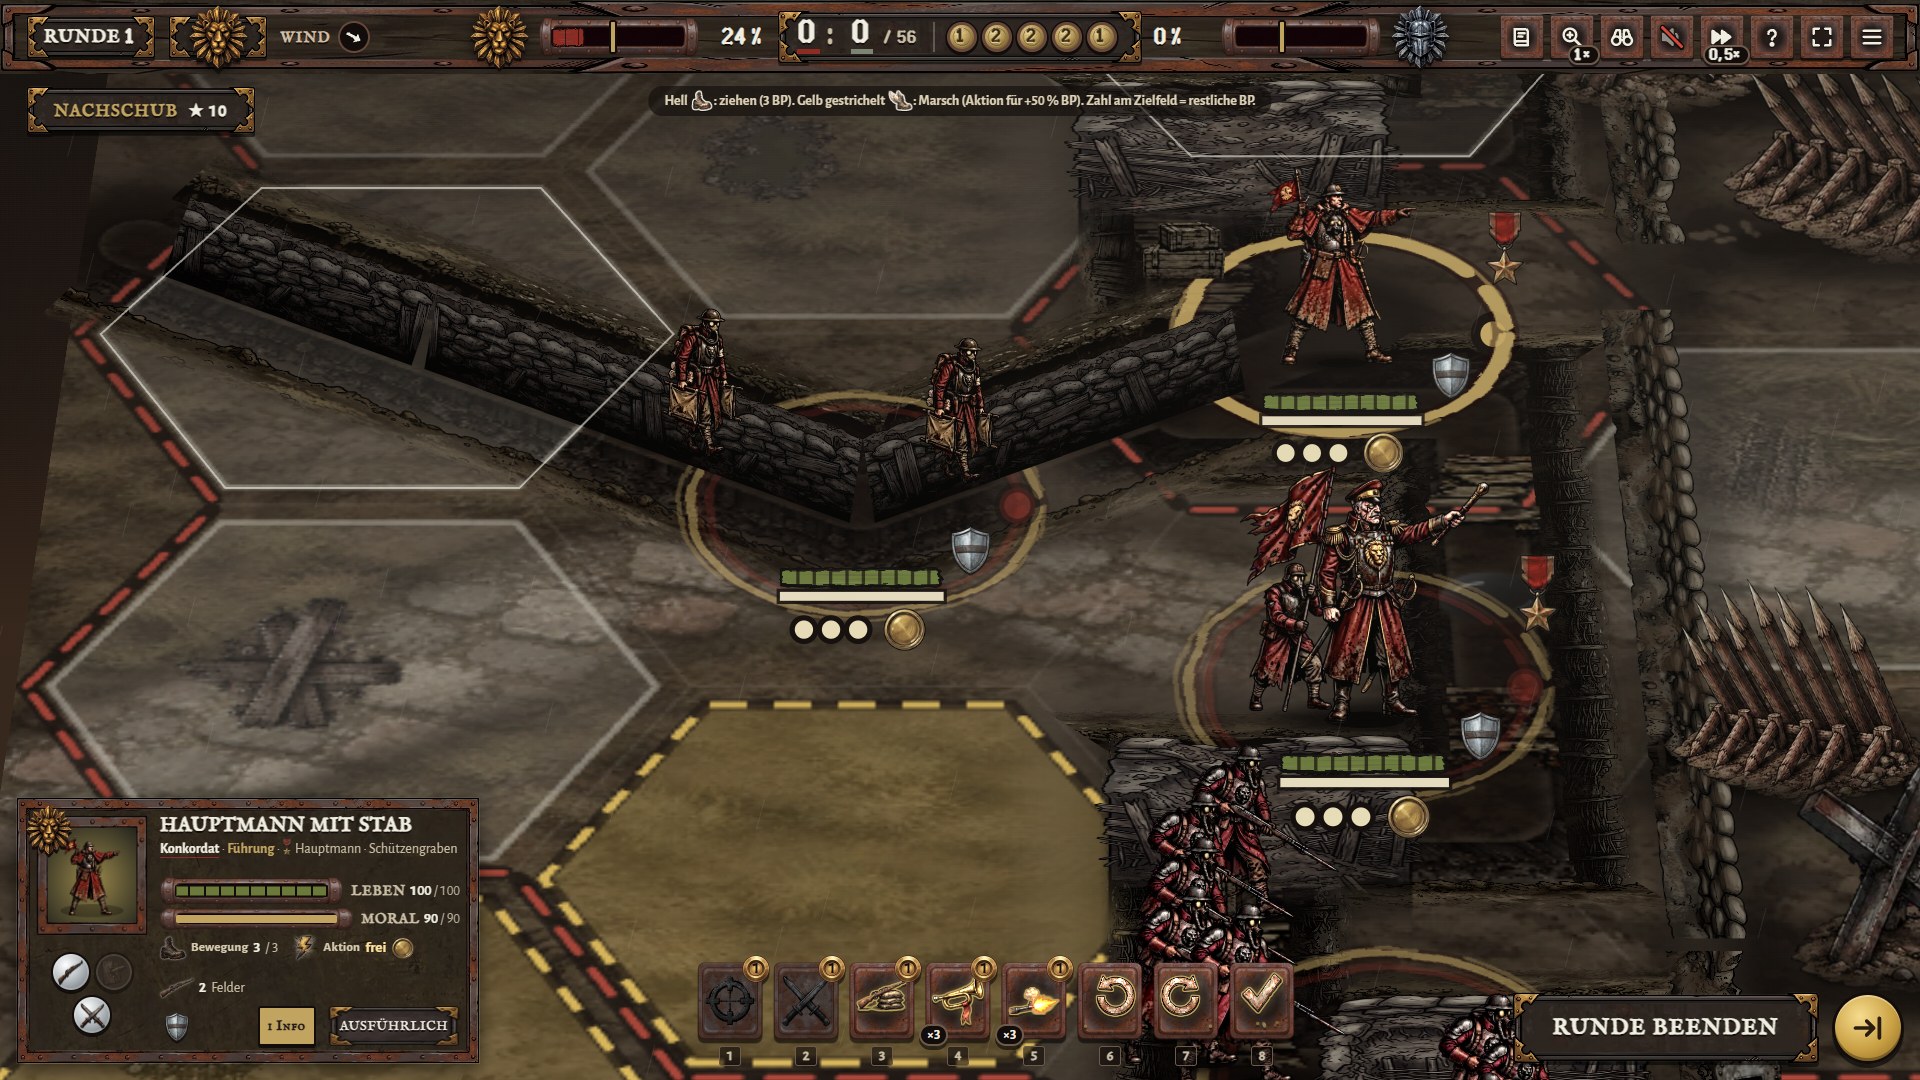 RUNDE 1
WIND
24 %
0 : 0 / 56
1 2 2 2 1
0 %
1×
0,5×
?
NACHSCHUB ★ 10
Hell : ziehen (3 BP). Gelb gestrichelt : Marsch (Aktion für +50 % BP). Zahl am Zielfeld = restliche BP.
HAUPTMANN MIT STAB
Konkordat · Führung · Hauptmann · Schützengraben
LEBEN 100 / 100
MORAL 90 / 90
Bewegung 3 / 3 Aktion frei
2 Felder
I INFO
AUSFÜHRLICH
1 1 1 1 1
×3 ×3
1 2 3 4 5 6 7 8
RUNDE BEENDEN